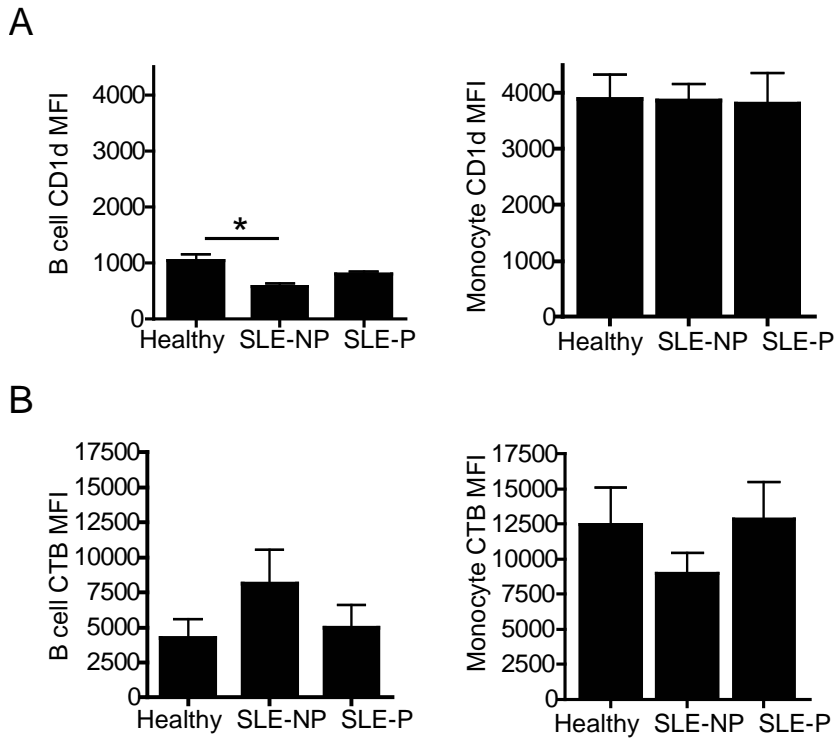 A
B cell CD1d MFI
4000
3000
2000
1000
0
*
Healthy SLE-NP SLE-P
Monocyte CD1d MFI
4000
3000
2000
1000
0
Healthy SLE-NP SLE-P
B
B cell CTB MFI
17500
15000
12500
10000
7500
5000
2500
0
Healthy SLE-NP SLE-P
Monocyte CTB MFI
17500
15000
12500
10000
7500
5000
2500
0
Healthy SLE-NP SLE-P